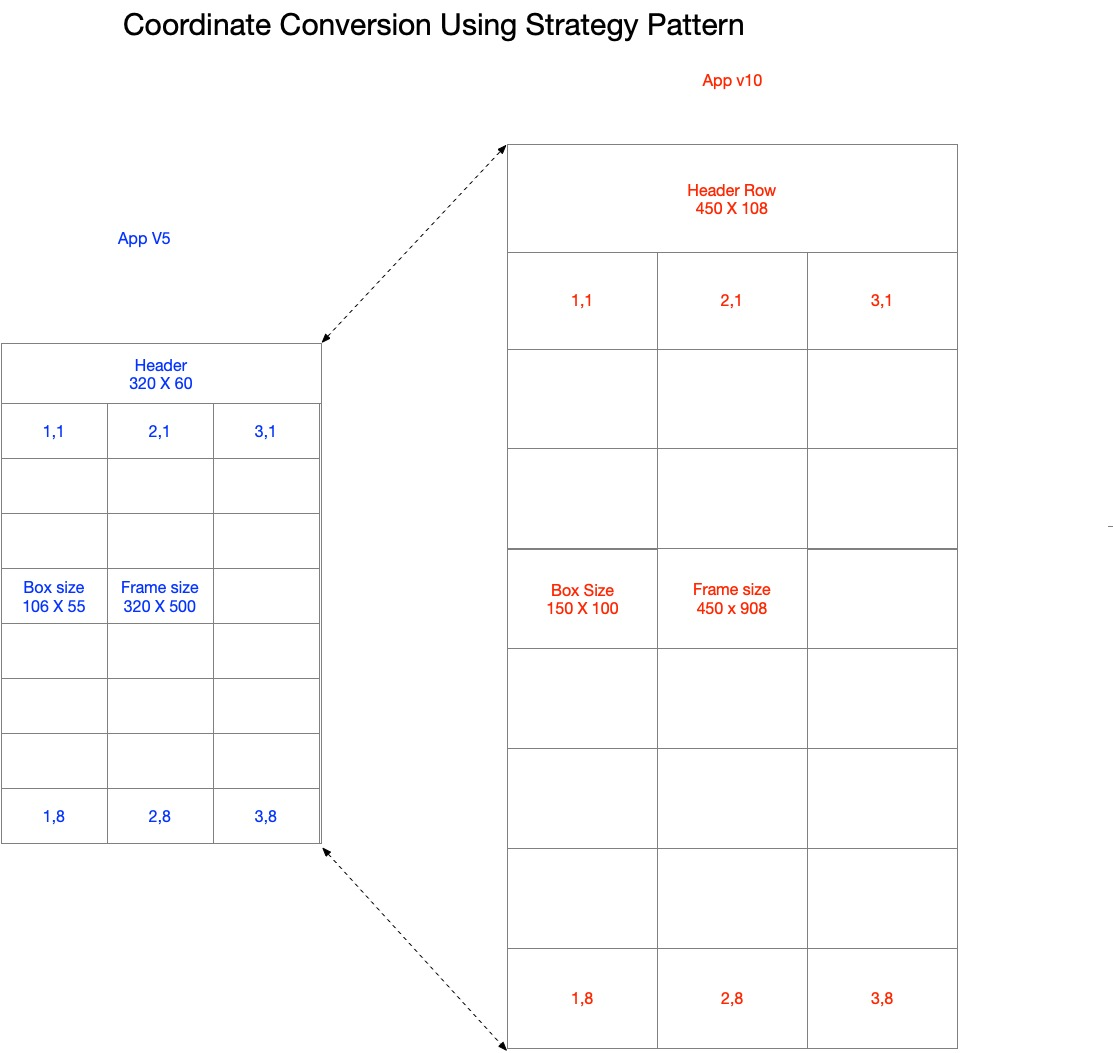 Coordinate Conversion Using Strategy Pattern
App v10
Header Row
450 X 108
App V5
1,1
2,1
3,1
Header
320 X 60
1,1
2,1
3,1
Box size
106 X 55
Frame size
320 X 500
Box Size
150 X 100
Frame size
450 x 908
1,8
2,8
3,8
1,8
2,8
3,8